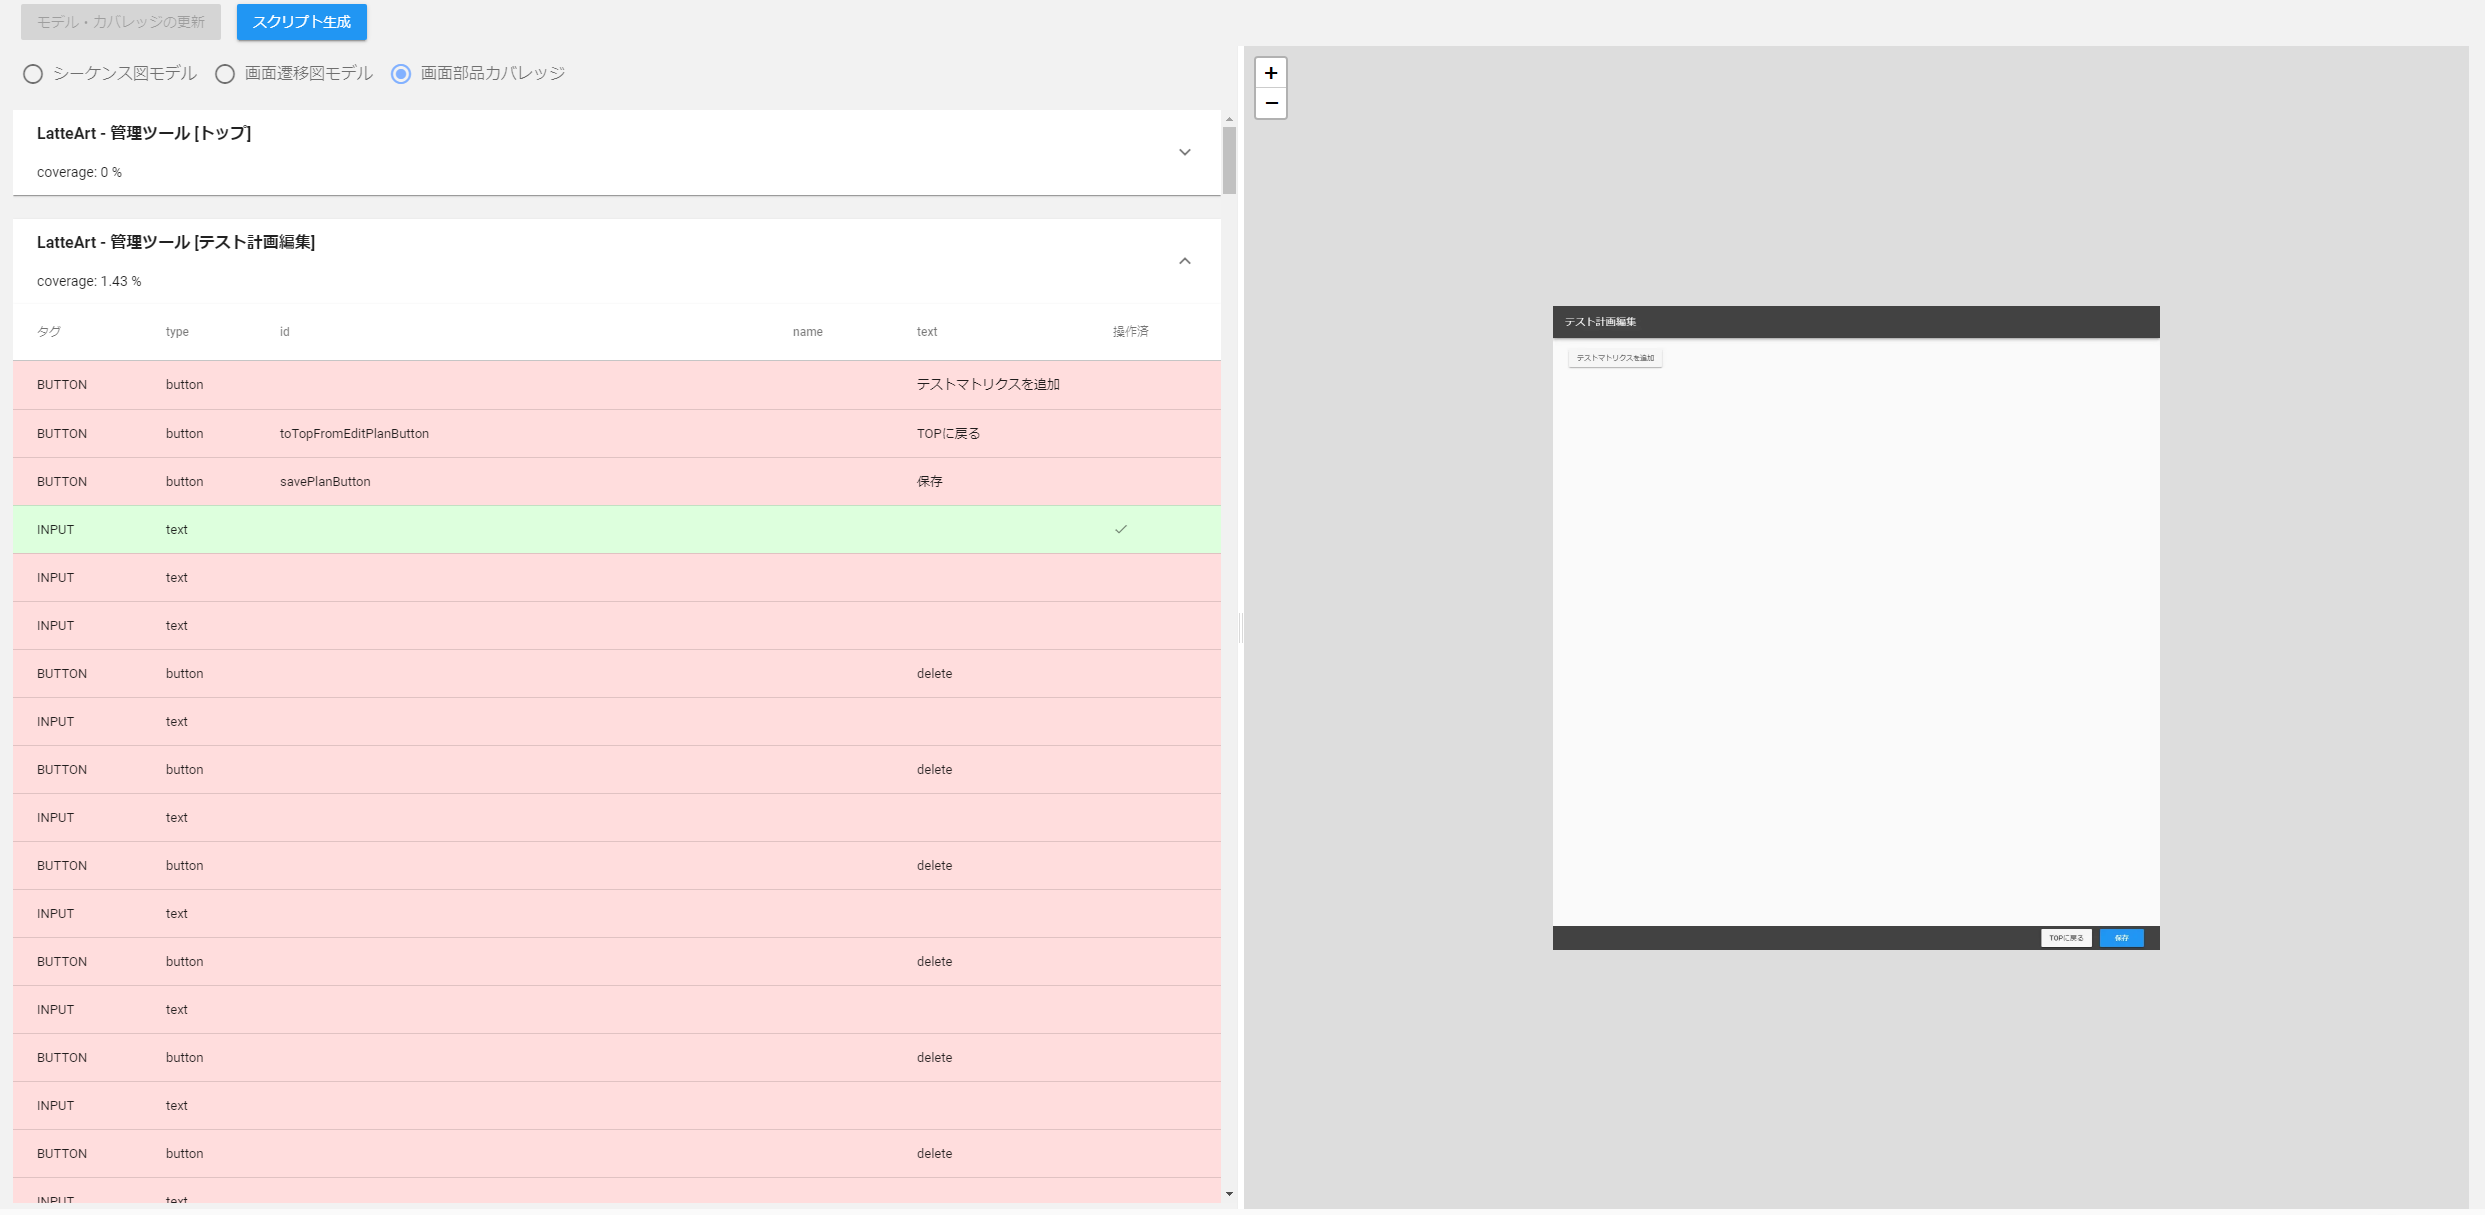 モデル・カバレッジの更新 スクリプト生成
シーケンス図モデル 画面遷移図モデル 画面部品カバレッジ
LatteArt - 管理ツール [トップ]
coverage: 0 %
LatteArt - 管理ツール [テスト計画編集]
coverage: 1.43 %
タグ type id name text 操作済
BUTTON button テストマトリクスを追加
BUTTON button toTopFromEditPlanButton TOPに戻る
BUTTON button savePlanButton 保存
INPUT text
INPUT text
INPUT text
BUTTON button delete
INPUT text
BUTTON button delete
INPUT text
BUTTON button delete
INPUT text
BUTTON button delete
INPUT text
BUTTON button delete
INPUT text
BUTTON button delete
INPUT text
+
−
テスト計画編集
テストマトリクスを追加
TOPに戻る 保存